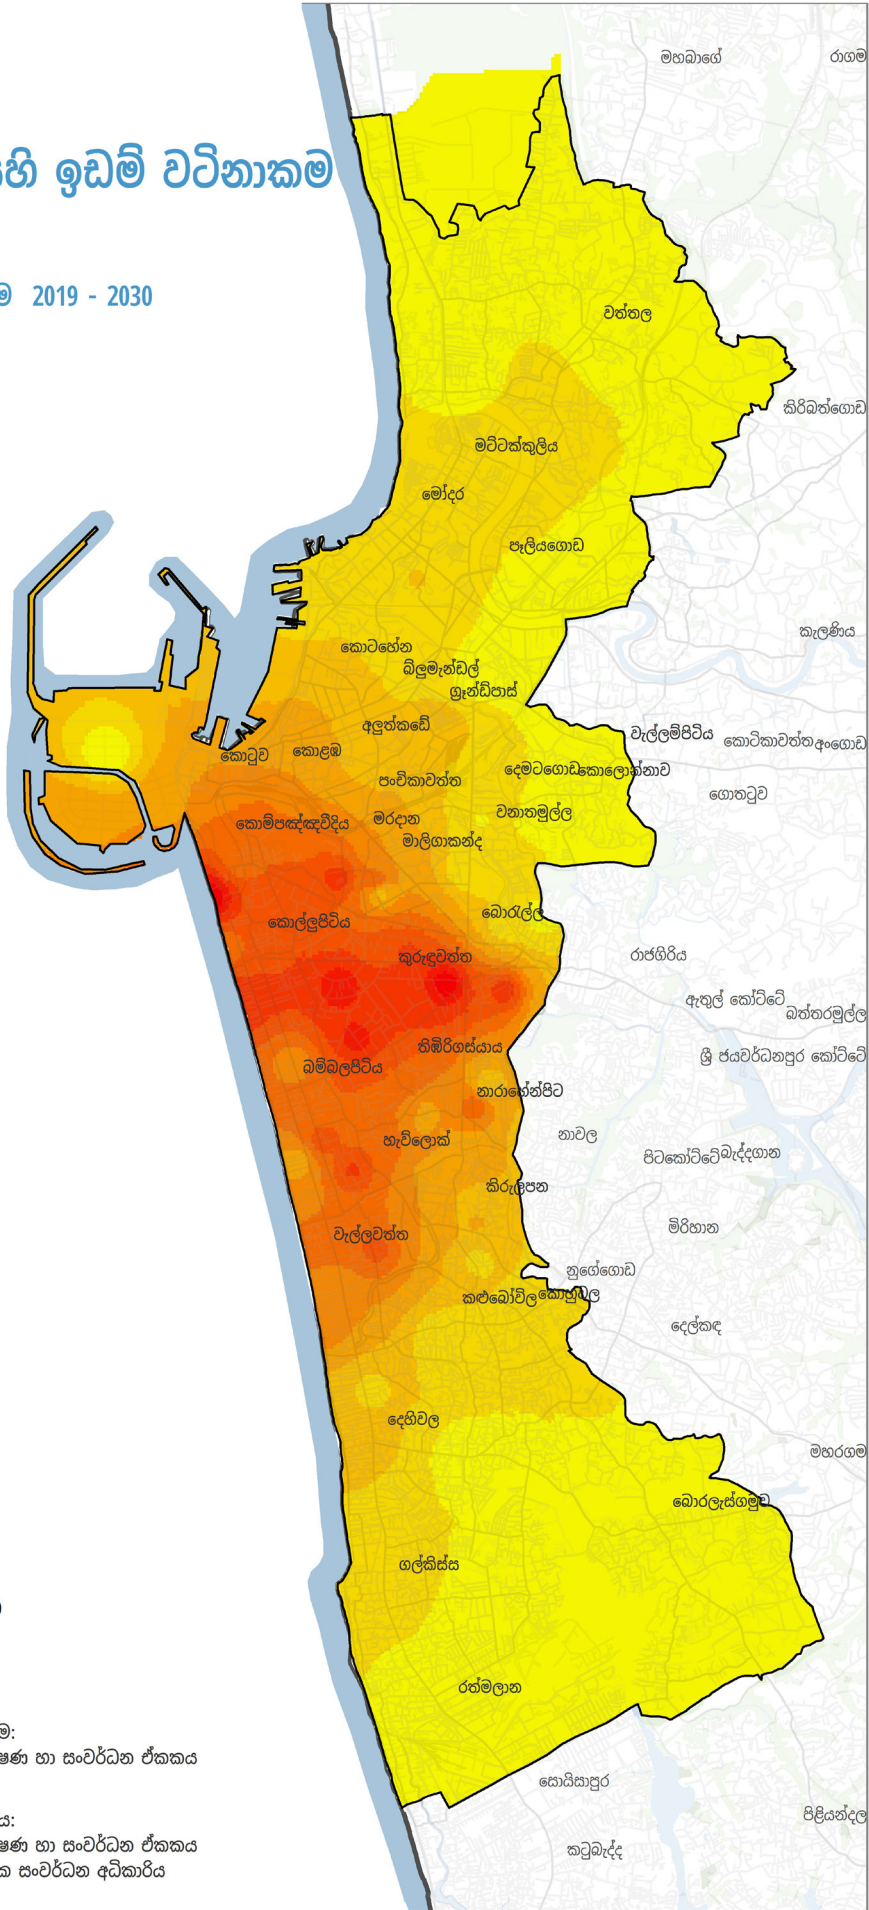 මහබාගේ
රාගම
හි ඉඩම් වටිනාකම
2019 - 2030
වත්තල
කිරිබත්ගොඩ
මට්ටක්කුලිය
මෝදර
පෑලියගොඩ
කැලණිය
කොටහේන
බ්ලුමැන්ඩල්
ග්‍රෑන්ඩ්පාස්
අලුත්කඩේ
වැල්ලම්පිටිය
කොටිකාවත්ත
අංගොඩ
කොටුව
කොළඹ
දෙමටගොඩ
කොලොන්නාව
පංචිකාවත්ත
ගොතටුව
වනාතමුල්ල
කොම්පඤ්ඤවීදිය
මරදාන
මාලිගාකන්ද
බොරැල්ල
කොල්ලුපිටිය
කුරුඳුවත්ත
රාජගිරිය
ඇතුල් කෝට්ටේ
බත්තරමුල්ල
තිඹිරිගස්යාය
ශ්‍රී ජයවර්ධනපුර කෝට්ටේ
බම්බලපිටිය
නාරාහේන්පිට
හැව්ලොක්
නාවල
පිටකෝට්ටේ
බැද්දගාන
කිරුලපන
මිරිහාන
වැල්ලවත්ත
නුගේගොඩ
කළුබෝවිල
කොහුවල
දෙල්කඳ
දෙහිවල
මහරගම
බොරලැස්ගමුව
ගල්කිස්ස
රත්මලාන
ම:
ෂණ හා සංවර්ධන ඒකකය
සොයිසාපුර
පිළියන්දල
ය:
ෂණ හා සංවර්ධන ඒකකය
කටුබැද්ද
ක සංවර්ධන අධිකාරිය